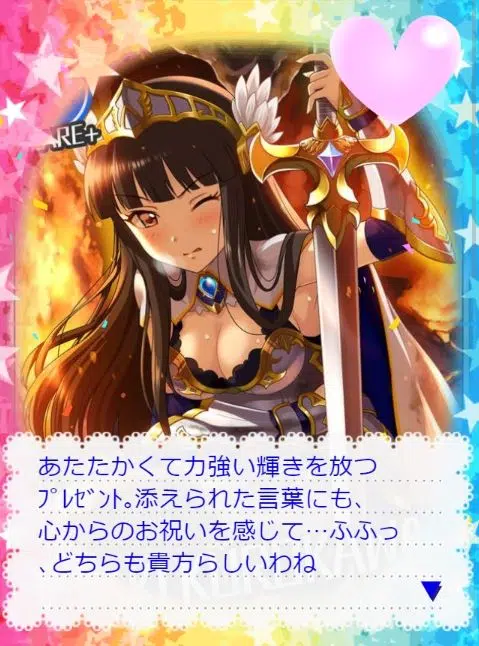 ARE+
あたたかくて力強い輝きを放つ
ﾌﾟﾚｾﾞﾝﾄ。添えられた言葉にも、
心からのお祝いを感じて…ふふっ
、どちらも貴方らしいわね